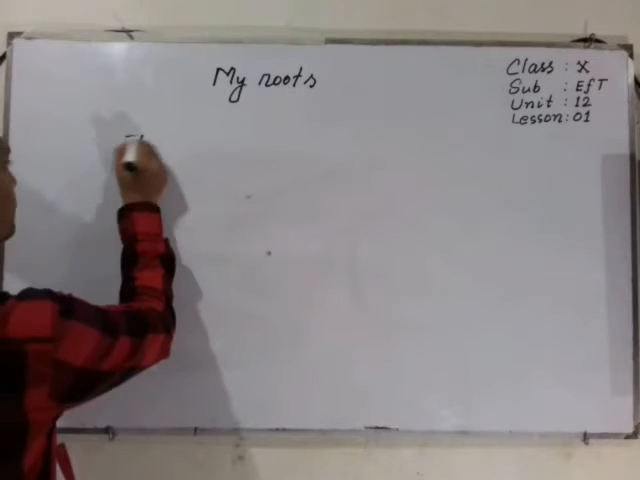 My roots
Class : X
Sub : EfT
Unit : 12
Lesson: 01